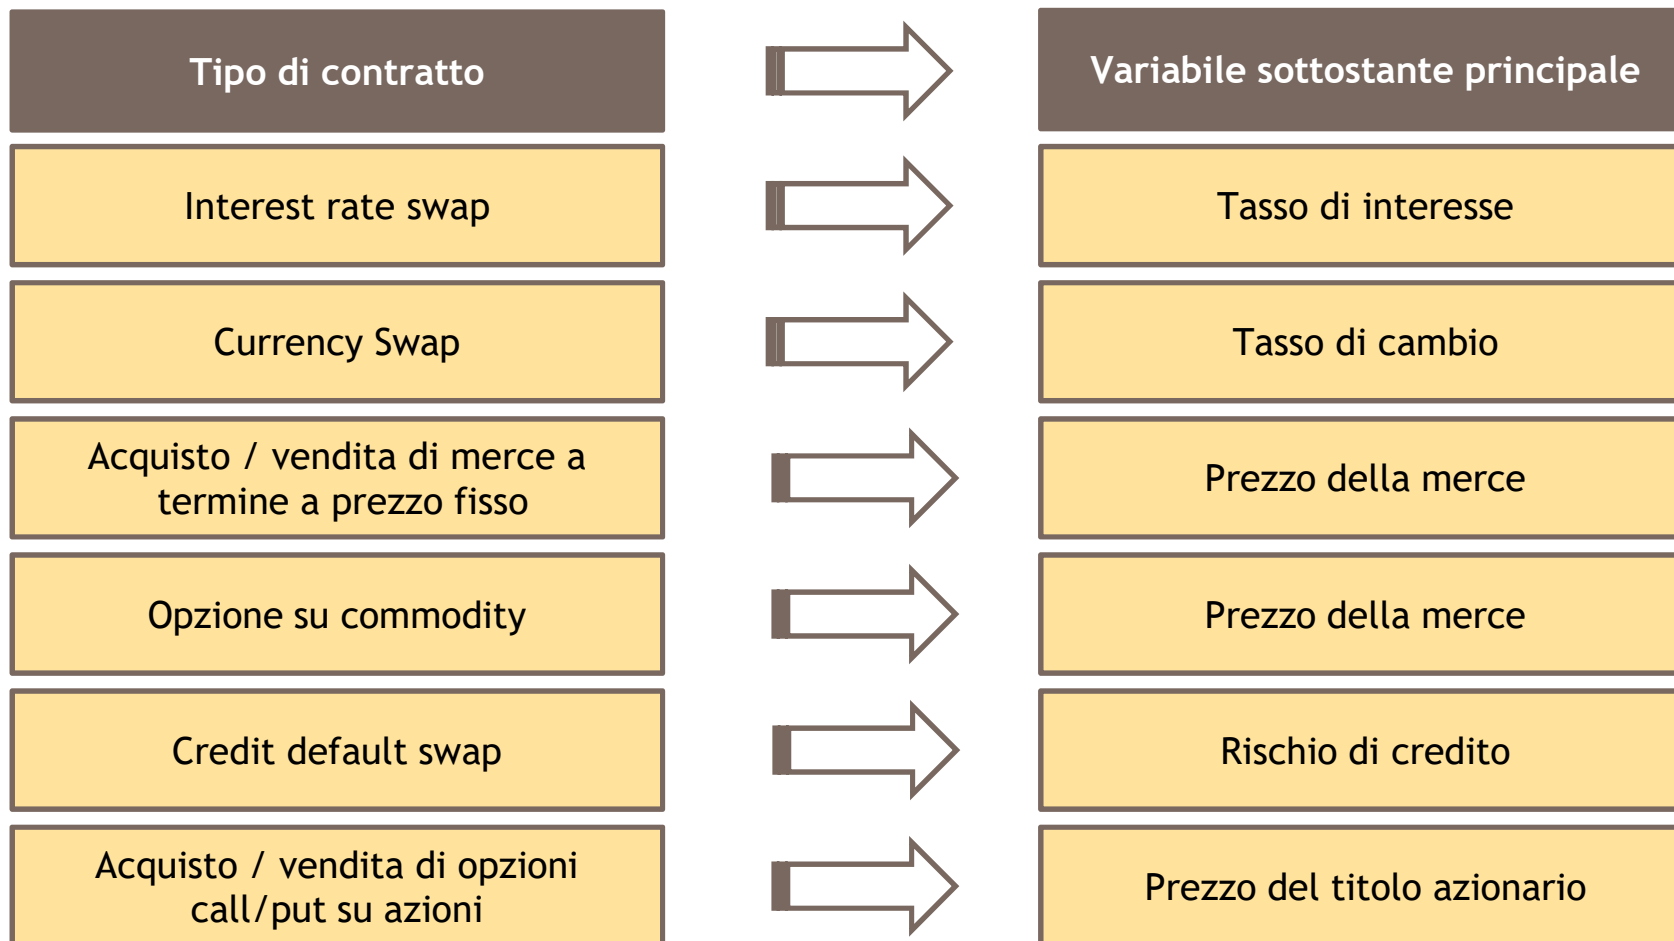 Tipo di contratto
Variabile sottostante principale
Interest rate swap
Tasso di interesse
Currency Swap
Tasso di cambio
Acquisto / vendita di merce a
termine a prezzo fisso
Prezzo della merce
Opzione su commodity
Prezzo della merce
Credit default swap
Rischio di credito
Acquisto / vendita di opzioni
call/put su azioni
Prezzo del titolo azionario